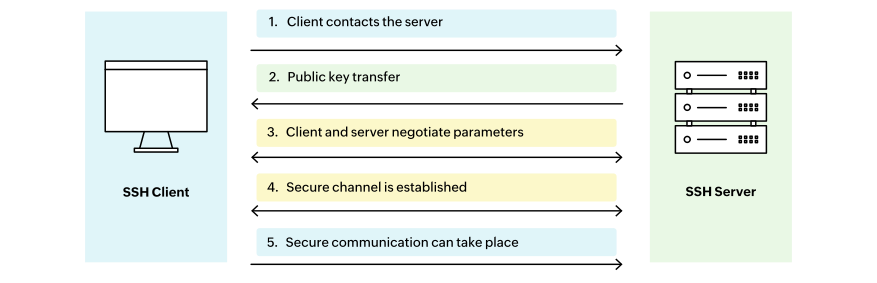 1. Client contacts the server
2. Public key transfer
3. Client and server negotiate parameters
4. Secure channel is established
SSH Client
SSH Server
5. Secure communication can take place